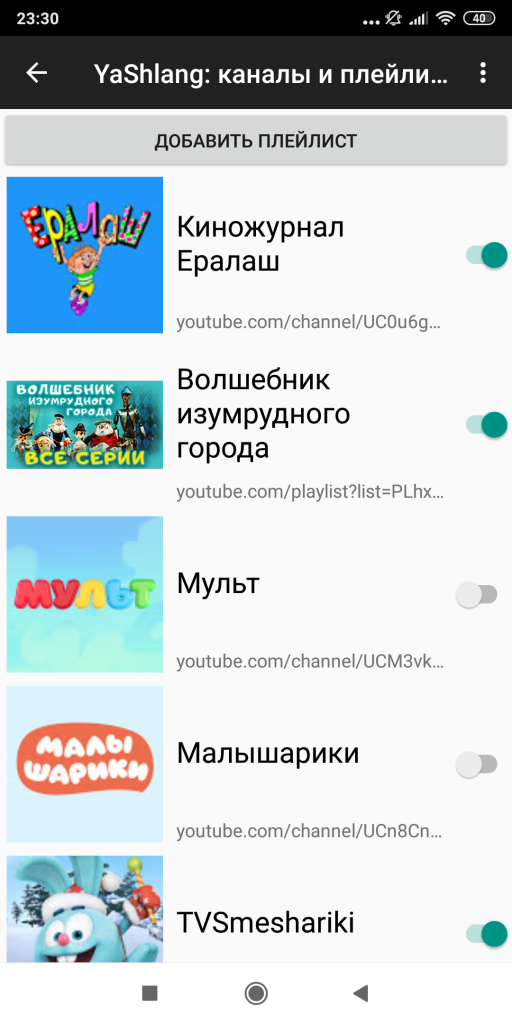 23:30
40
YaShlang: каналы и плейли...
ДОБАВИТЬ ПЛЕЙЛИСТ
ЕРАЛАШ
Киножурнал
Ералаш
youtube.com/channel/UC0u6g...
ВОЛШЕБНИК
ИЗУМРУДНОГО
ГОРОДА
ВСЕ СЕРИИ
Волшебник
изумрудного
города
youtube.com/playlist?list=PLhx...
МУЛЬТ
Мульт
youtube.com/channel/UCM3vk...
МАЛЫ
ШАРИКИ
Малышарики
youtube.com/channel/UCn8Cn...
TVSmeshariki